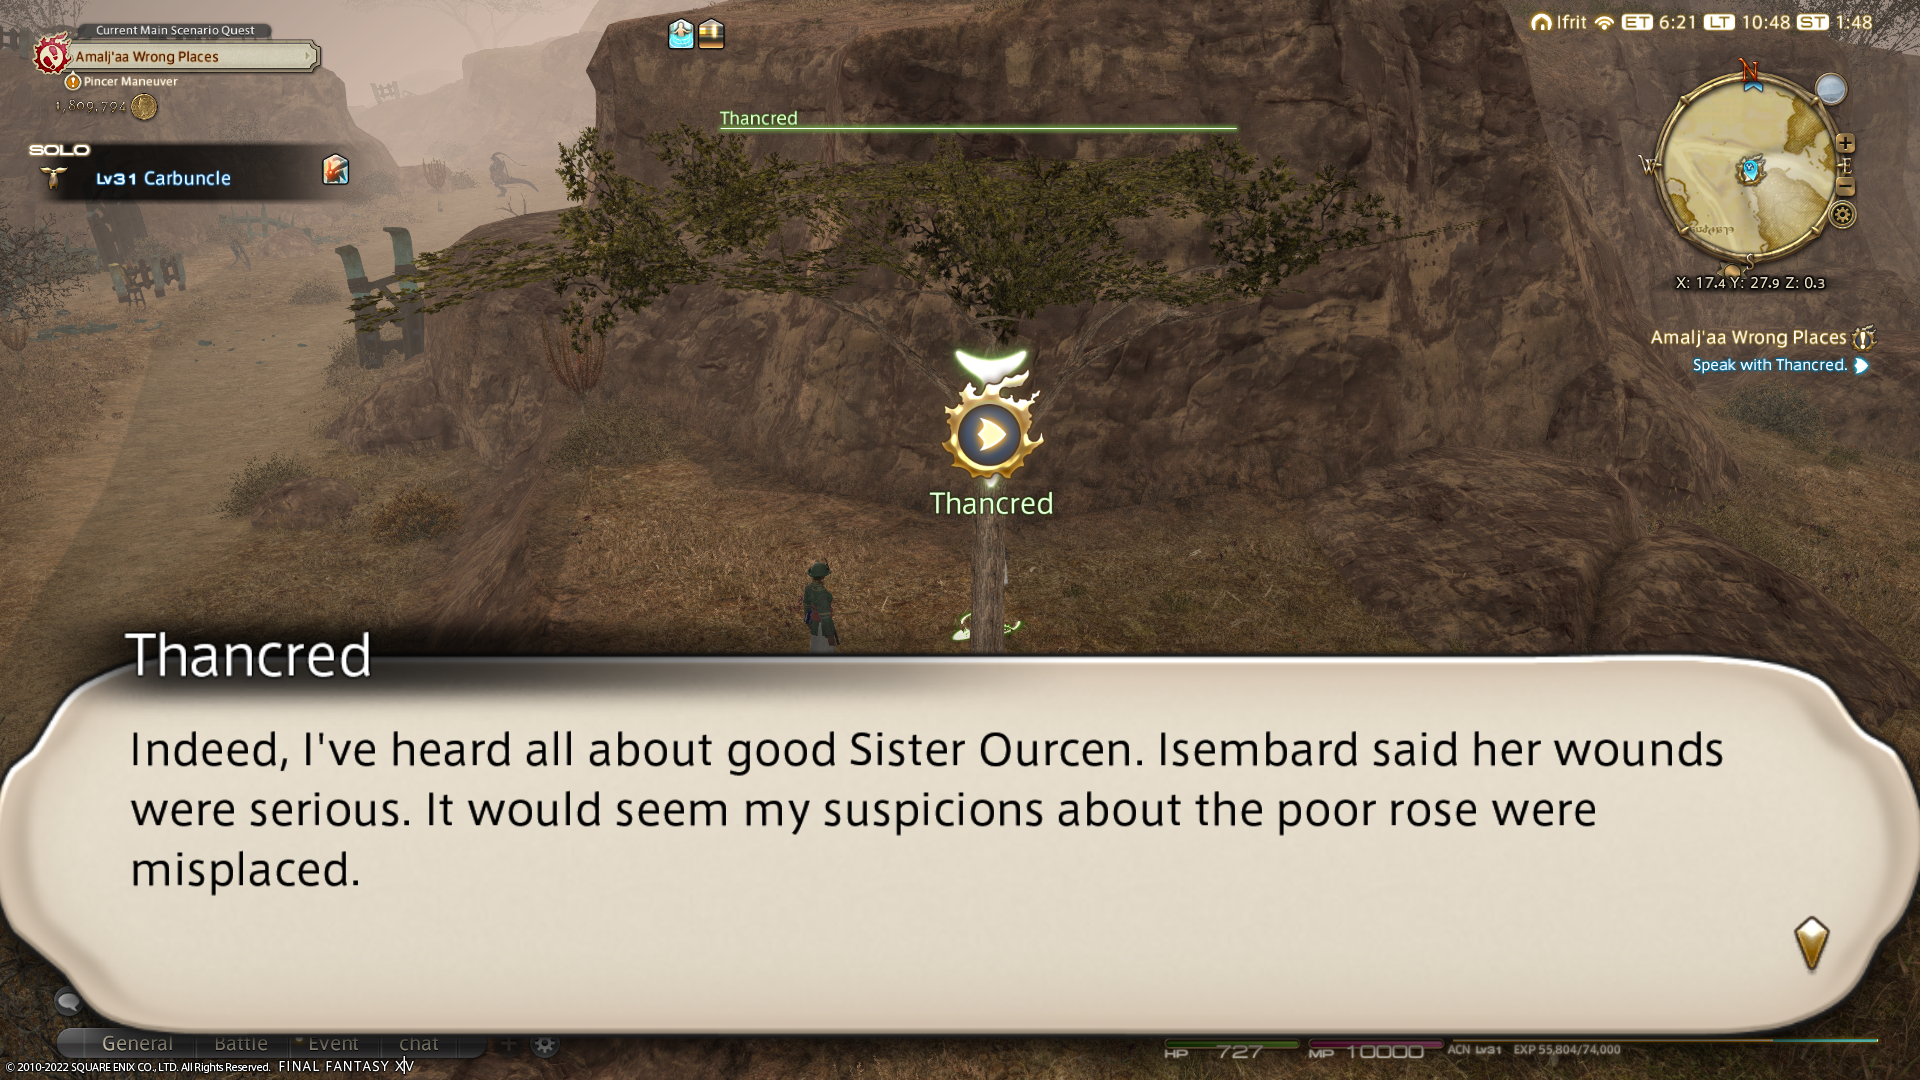 Current Main Scenario Quest
Amalj'aa Wrong Places
Pincer Maneuver
1,809,794
SOLO
Lv31 Carbuncle
Thancred
Ifrit ET 6:21 LT 10:48 ST 1:48
N
W
E
S
X: 17.4 Y: 27.9 Z: 0.3
Amalj'aa Wrong Places
Speak with Thancred.
Thancred
Thancred
Indeed, I've heard all about good Sister Ourcen. Isembard said her wounds
were serious. It would seem my suspicions about the poor rose were
misplaced.
General Battle Event chat
HP 727 MP 10000 ACN Lv31 EXP 55,804/74,000
© 2010-2022 SQUARE ENIX CO., LTD. All Rights Reserved. FINAL FANTASY XIV